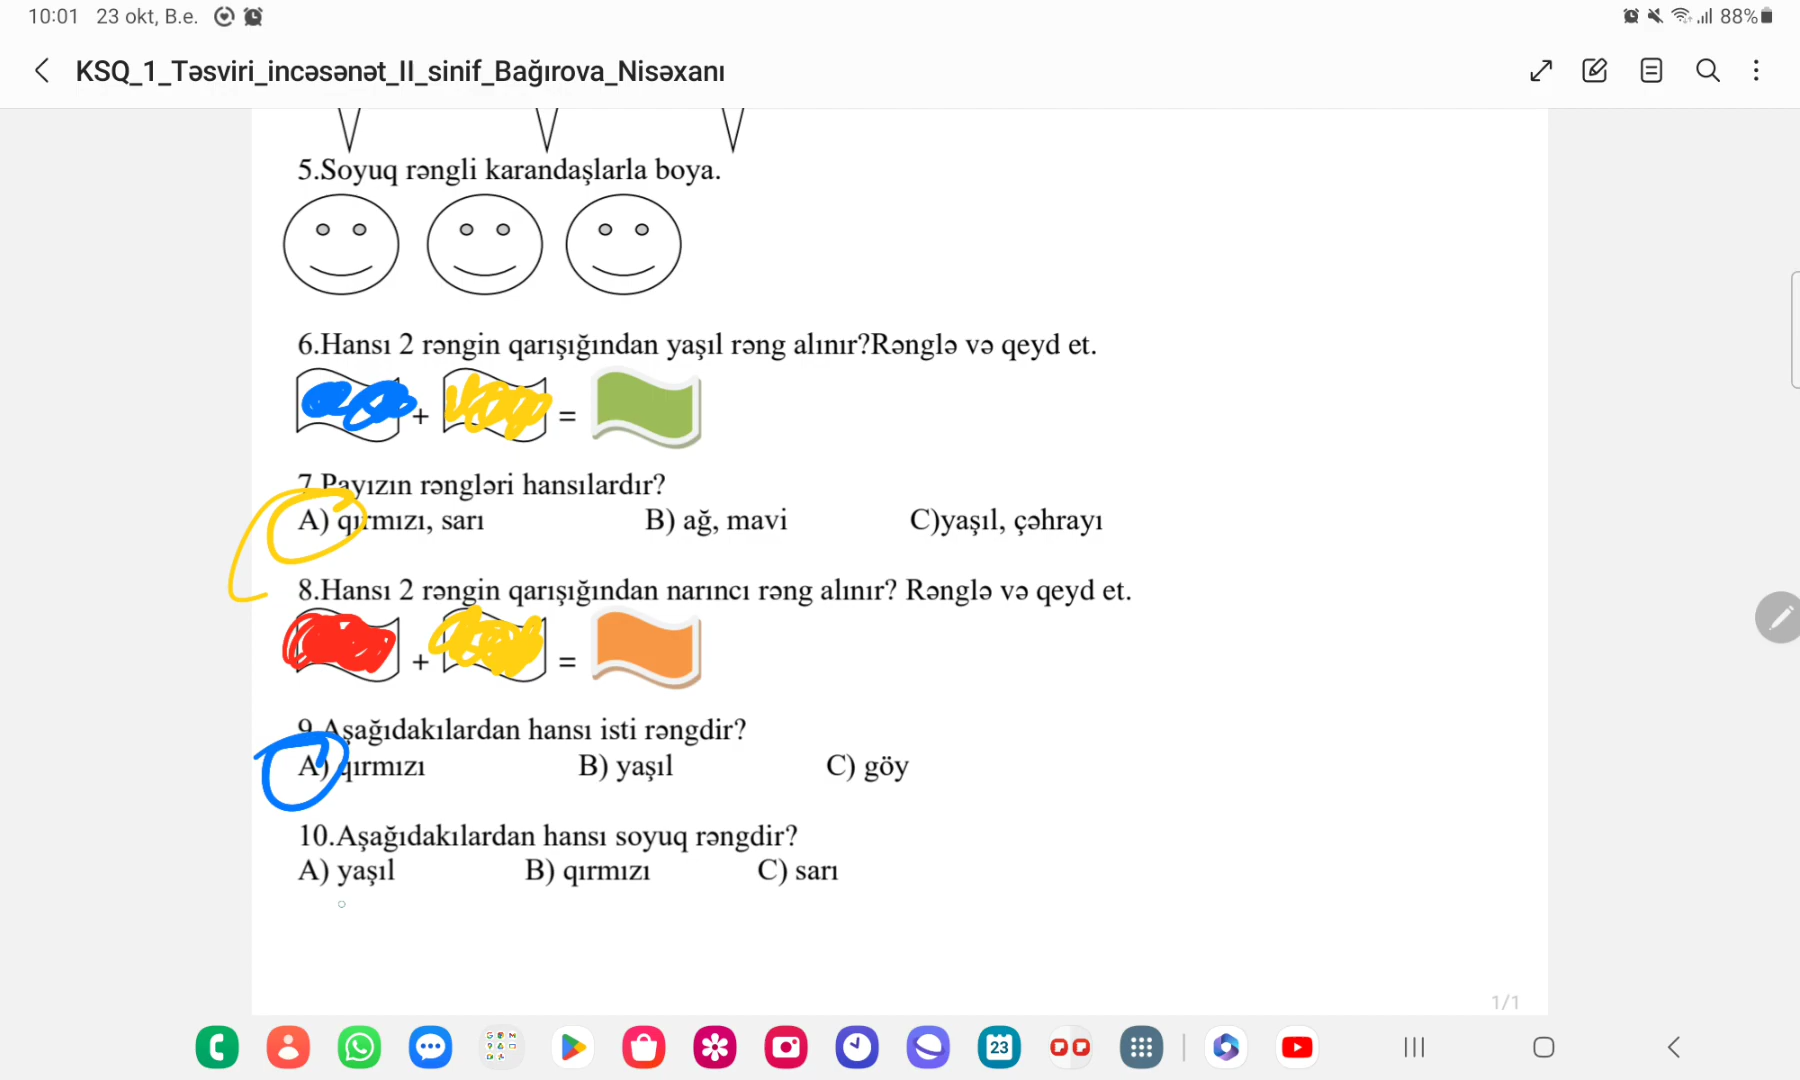 10:01 23 okt, B.e. 88%
KSQ_1_Təsviri_incəsənət_II_sinif_Bağırova_Nisəxanı
5.Soyuq rəngli karandaşlarla boya.
6.Hansı 2 rəngin qarışığından yaşıl rəng alınır?Rənglə və qeyd et.
+ =
7.Payızın rəngləri hansılardır?
A) qırmızı, sarı B) ağ, mavi C)yaşıl, çəhrayı
8.Hansı 2 rəngin qarışığından narıncı rəng alınır? Rənglə və qeyd et.
+ =
9.Aşağıdakılardan hansı isti rəngdir?
A) qırmızı B) yaşıl C) göy
10.Aşağıdakılardan hansı soyuq rəngdir?
A) yaşıl B) qırmızı C) sarı
1/1
23